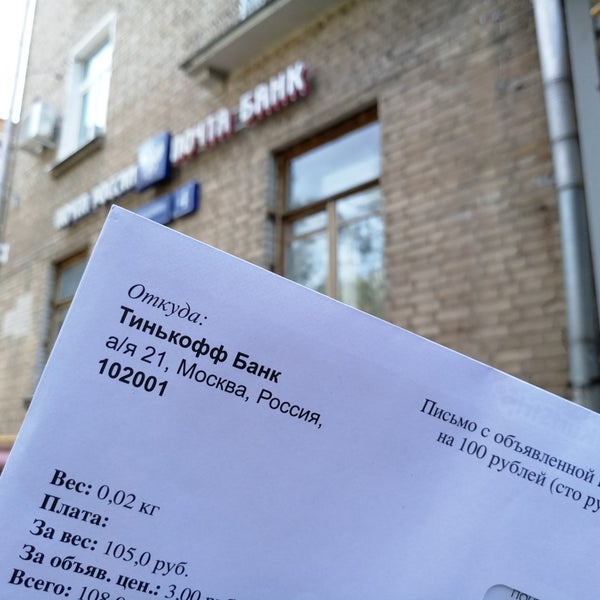 ПОЧТА БАНК
ПОЧТА РОССИИ
Откуда:
Тинькофф Банк
а/я 21, Москва, Россия,
102001
Письмо с объявленной
на 100 рублей (сто
Вес: 0,02 кг
Плата:
За вес: 105,0 руб.
За объяв. цен.: 3,00
Всего: 108